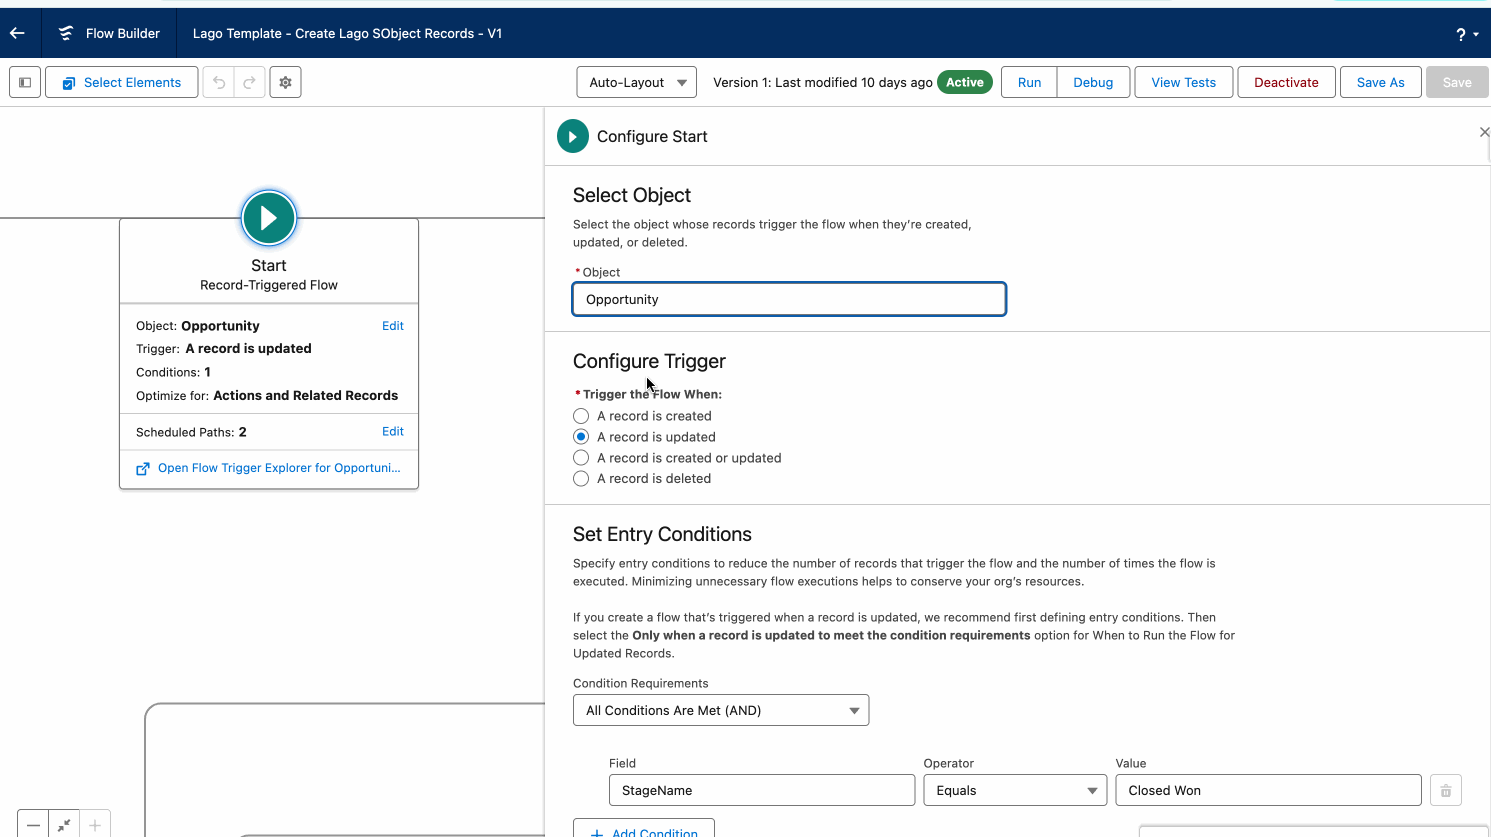 Flow Builder
Lago Template - Create Lago SObject Records - V1
?
Select Elements
Auto-Layout
Version 1: Last modified 10 days ago
Active
Run
Debug
View Tests
Deactivate
Save As
Save
Start
Record-Triggered Flow
Object: Opportunity
Edit
Trigger: A record is updated
Conditions: 1
Optimize for: Actions and Related Records
Scheduled Paths: 2
Edit
Open Flow Trigger Explorer for Opportuni...
Configure Start
Select Object
Select the object whose records trigger the flow when they're created,
updated, or deleted.
* Object
Opportunity
Configure Trigger
* Trigger the Flow When:
A record is created
A record is updated
A record is created or updated
A record is deleted
Set Entry Conditions
Specify entry conditions to reduce the number of records that trigger the flow and the number of times the flow is
executed. Minimizing unnecessary flow executions helps to conserve your org's resources.
If you create a flow that's triggered when a record is updated, we recommend first defining entry conditions. Then
select the Only when a record is updated to meet the condition requirements option for When to Run the Flow for
Updated Records.
Condition Requirements
All Conditions Are Met (AND)
Field
Operator
Value
StageName
Equals
Closed Won
+ Add Condition